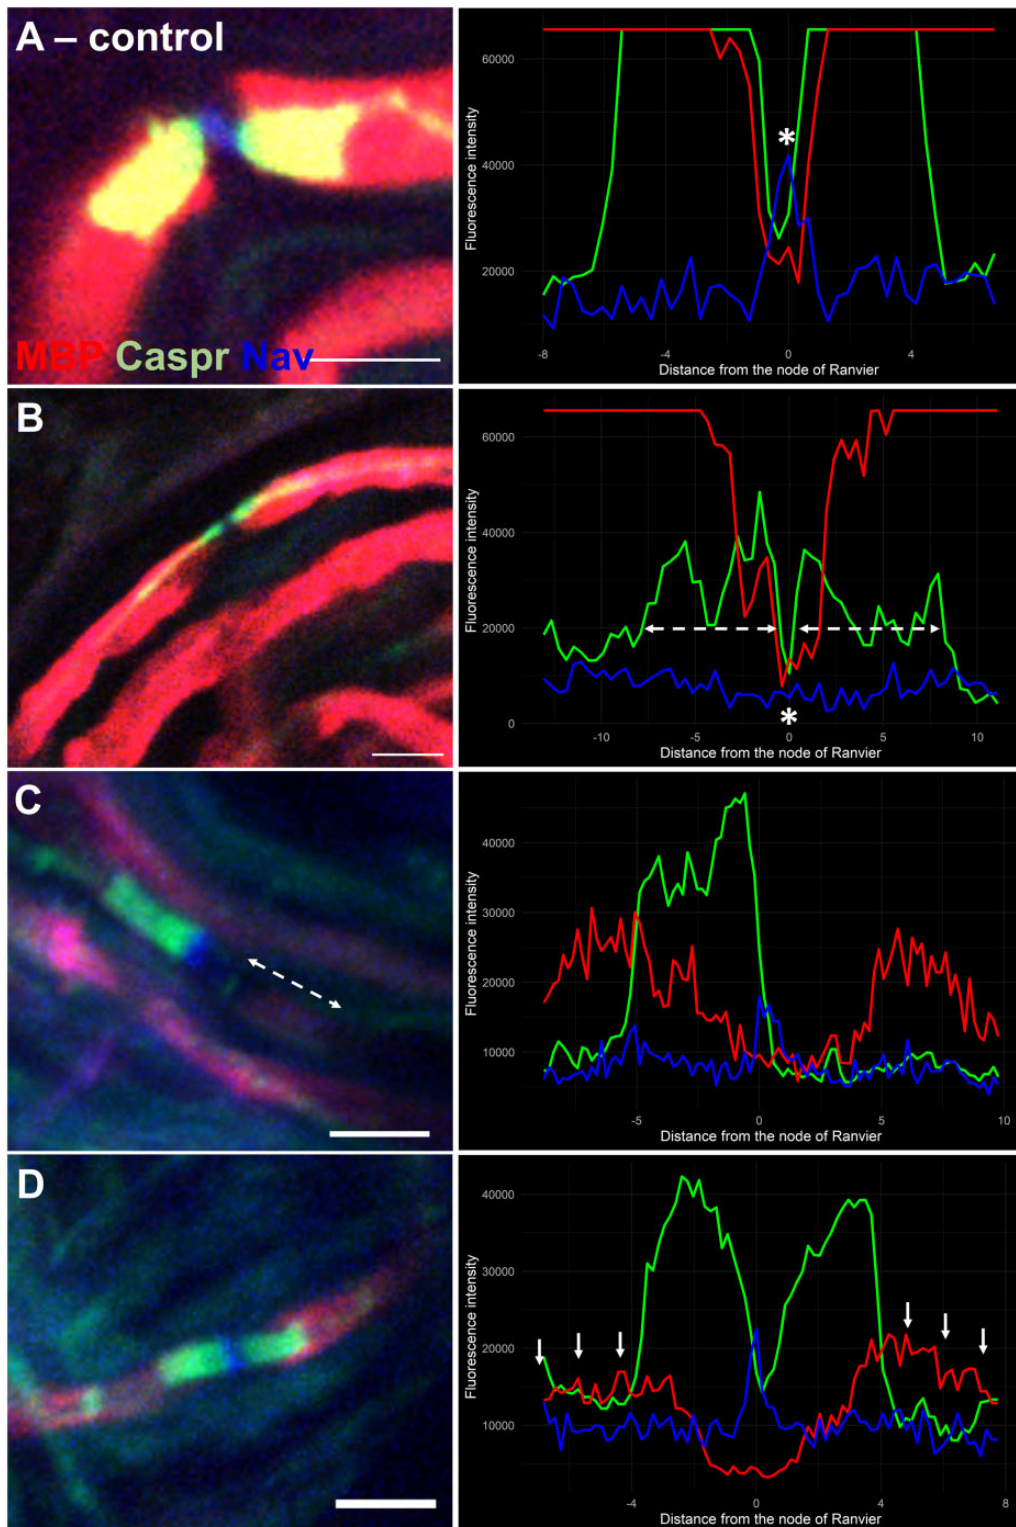 A – control
MBP Caspr Nav
Fluorescence intensity
60000
40000
20000
*
-8 -4 0 4
Distance from the node of Ranvier
B
Fluorescence intensity
60000
40000
20000
0
*
-10 -5 0 5 10
Distance from the node of Ranvier
C
Fluorescence intensity
40000
30000
20000
10000
-5 0 5 10
Distance from the node of Ranvier
D
Fluorescence intensity
40000
30000
20000
10000
-4 0 4 8
Distance from the node of Ranvier